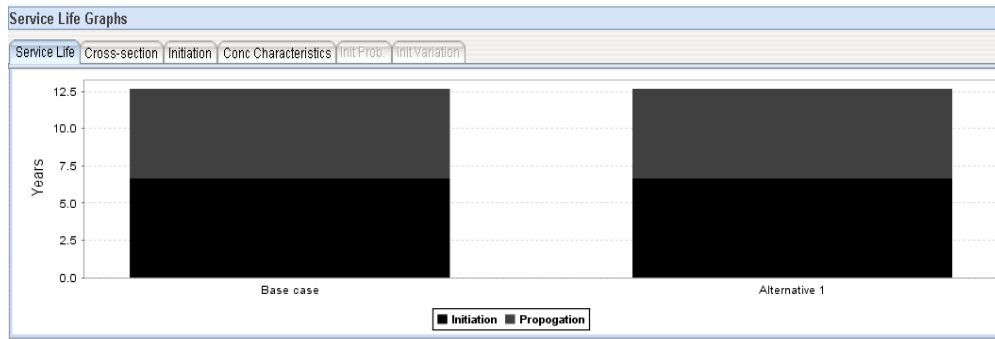 Service Life Graphs
Service Life Cross-section Initiation Conc Characteristics Init Prob. Init Variation
12.5
10.0
7.5
5.0
2.5
0.0
Years
Base case Alternative 1
Initiation Propogation